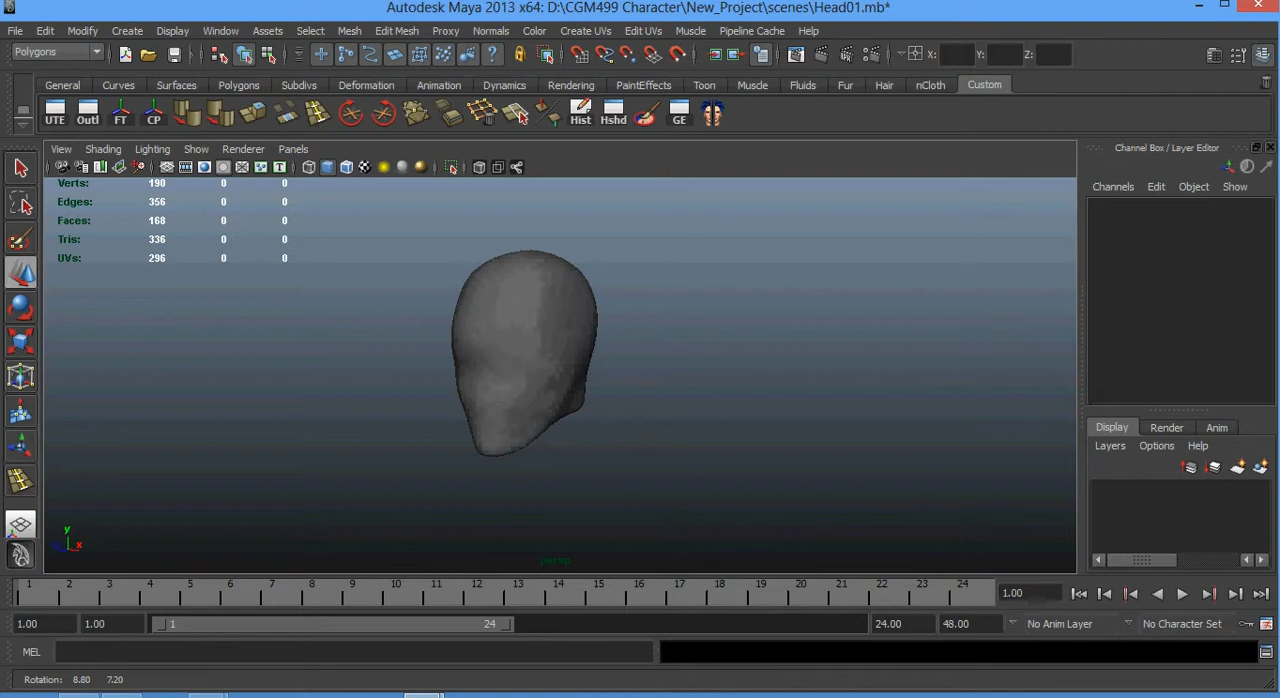 Autodesk Maya 2013 x64: D:\CGM499 Character\New_Project\scenes\Head01.mb*
File Edit Modify Create Display Window Assets Select Mesh Edit Mesh Proxy Normals Color Create UVs Edit UVs Muscle Pipeline Cache Help
Polygons X: Y: Z:
General Curves Surfaces Polygons Subdivs Deformation Animation Dynamics Rendering PaintEffects Toon Muscle Fluids Fur Hair nCloth Custom
UTE Outl FT CP Hist Hshd GE
View Shading Lighting Show Renderer Panels
Channel Box / Layer Editor
Channels Edit Object Show
Verts: 190 0 0
Edges: 356 0 0
Faces: 168 0 0
Tris: 336 0 0
UVs: 296 0 0
Display Render Anim
Layers Options Help
y
x
persp
1 2 3 4 5 6 7 8 9 10 11 12 13 14 15 16 17 18 19 20 21 22 23 24
1.00
1.00 1.00 1 24 24.00 48.00 No Anim Layer No Character Set
MEL
Rotation: 8.80 7.20